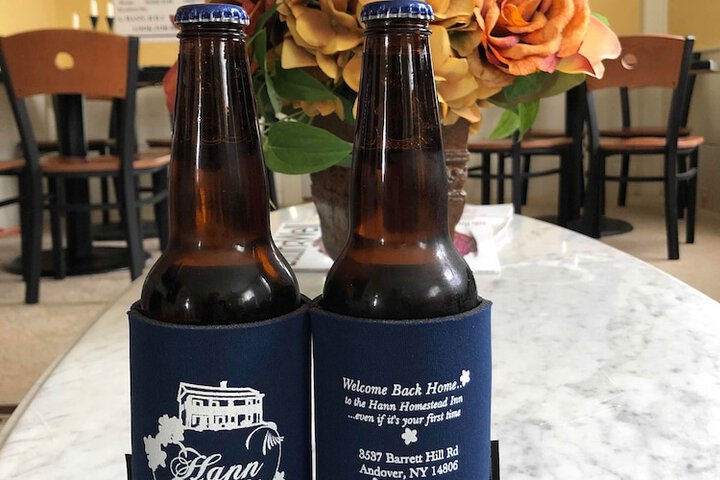 Hann
Welcome Back Home..
to the Hann Homestead Inn
...even if it's your first time
3587 Barrett Hill Rd
Andover, NY 14806